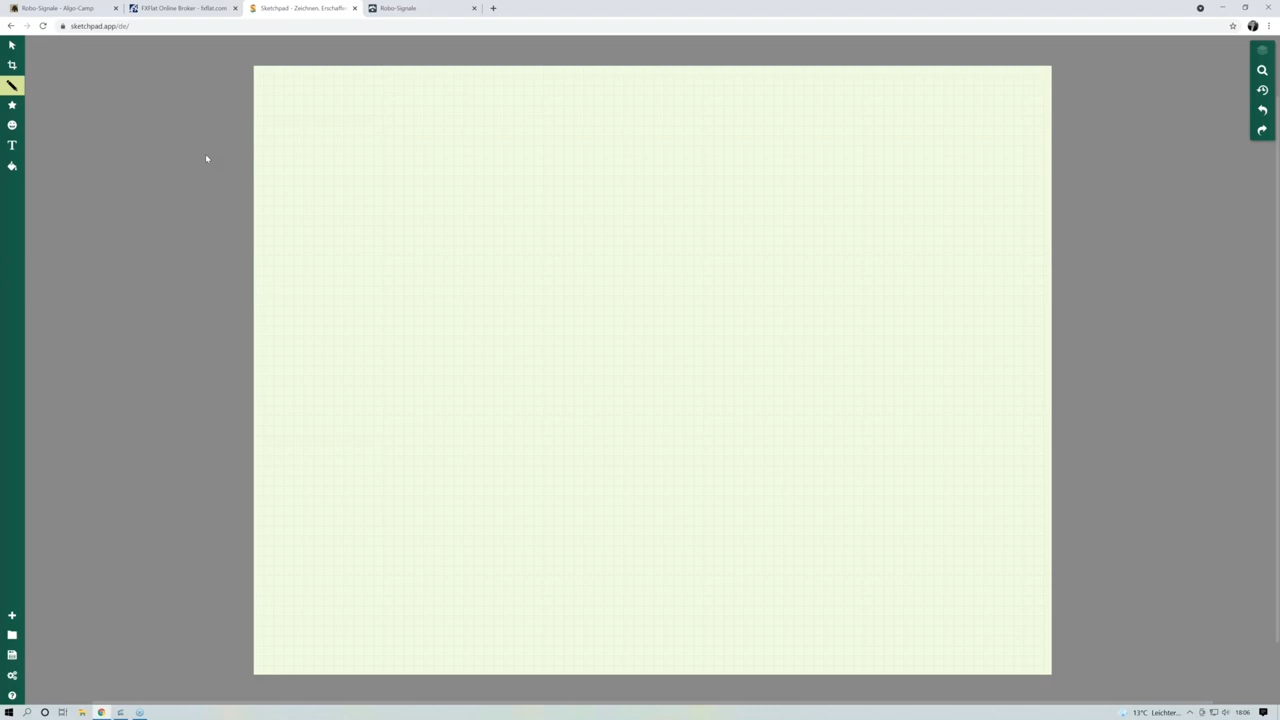 Robo-Signale - Algo-Camp
FXFlat Online Broker - fxflat.com
Sketchpad - Zeichnen, Erschaffe
Robo-Signale
sketchpad.app/de/
T
13°C Leichter...
18:06